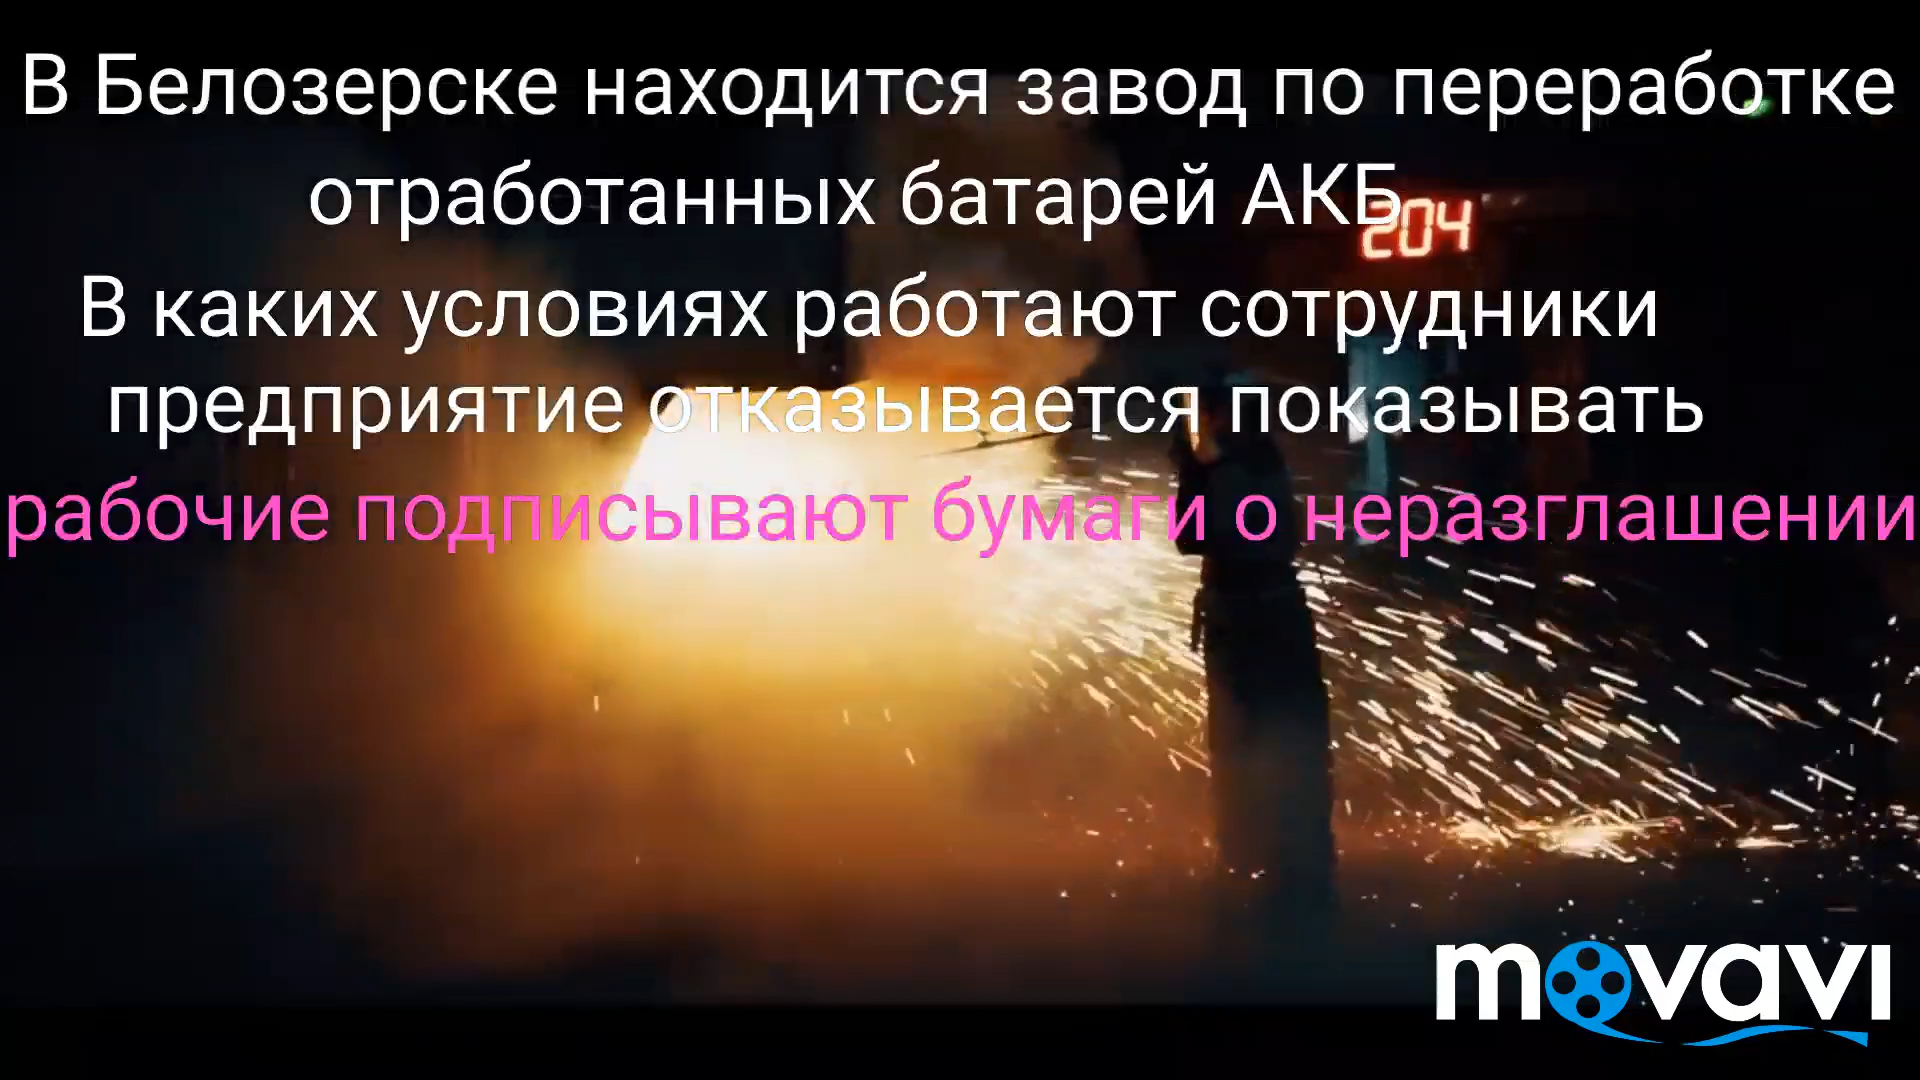 В Белозерске находится завод по переработке
отработанных батарей АКБ
204
В каких условиях работают сотрудники
предприятие отказывается показывать
рабочие подписывают бумаги о неразглашении
movavi